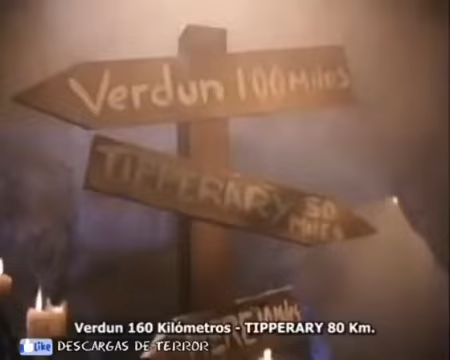 Verdun 100 Miles
TIPPERARY 50 MILES
Verdun 160 Kilómetros - TIPPERARY 80 Km.
Like DESCARGAS DE TERROR